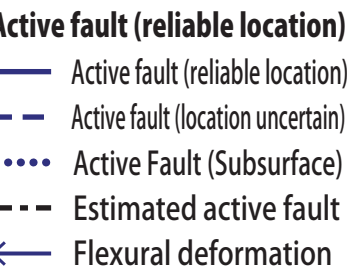 Active fault (reliable location)
Active fault (reliable location)
Active fault (location uncertain)
Active Fault (Subsurface)
Estimated active fault
Flexural deformation